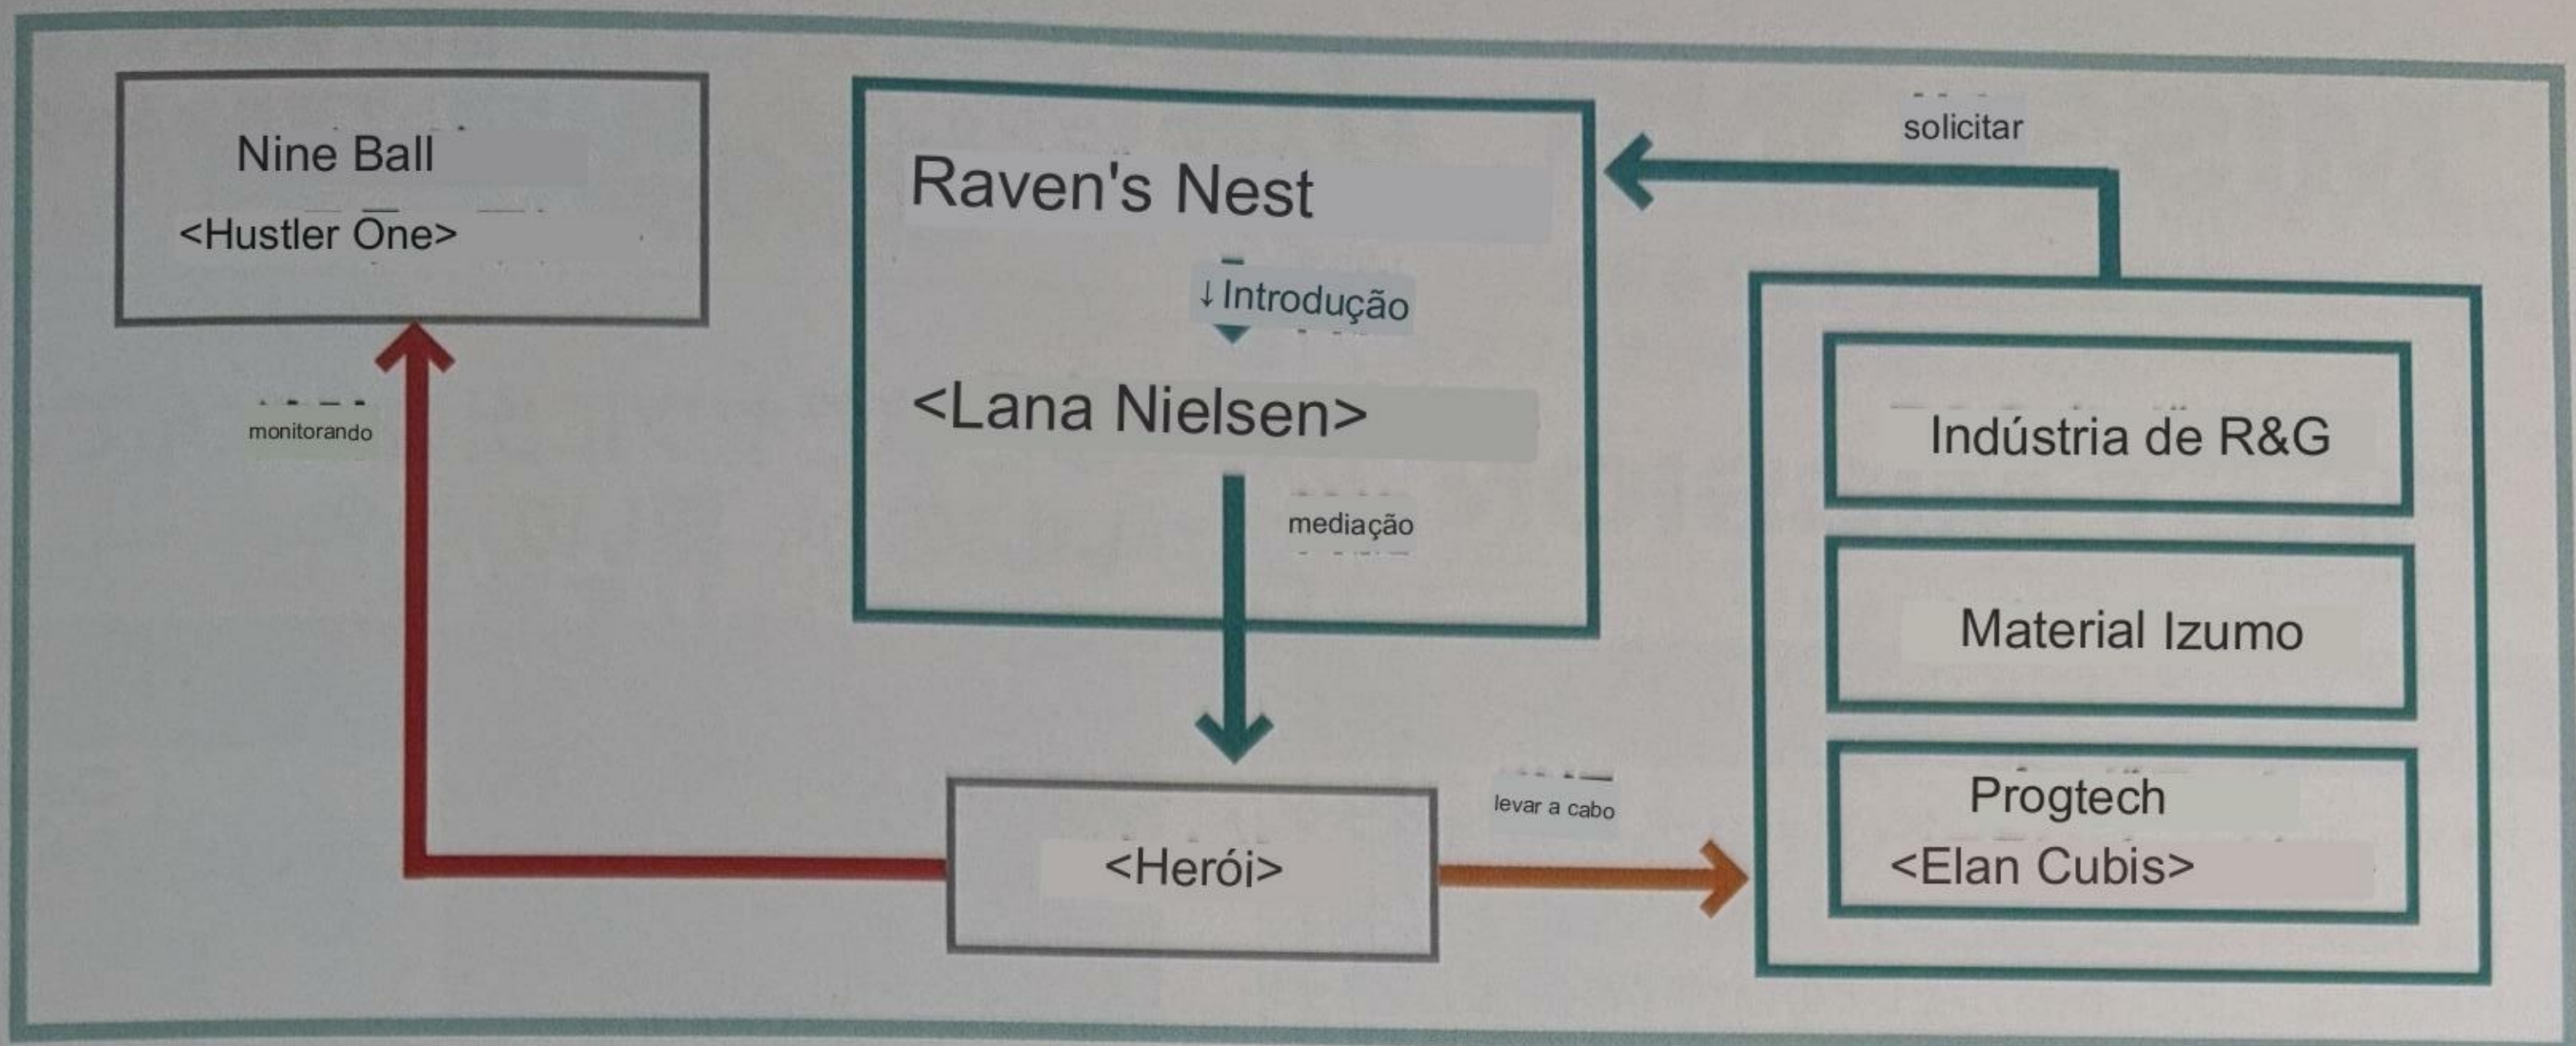 Nine Ball
<Hustler One>
monitorando
Raven's Nest
↓ Introdução
<Lana Nielsen>
mediação
solicitar
Indústria de R&G
Material Izumo
Progtech
<Elan Cubis>
<Herói>
levar a cabo